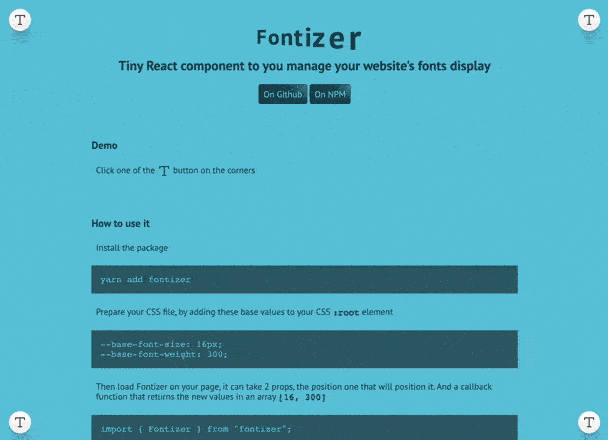 T T
Fontizer
Tiny React component to you manage your website's fonts display
On Github On NPM
Demo
Click one of the T button on the corners
How to use it
Install the package
yarn add fontizer
Prepare your CSS file, by adding these base values to your CSS :root element
--base-font-size: 16px;
--base-font-weight: 300;
Then load Fontizer on your page, it can take 2 props, the position one that will position it. And a callback
function that returns the new values in an array [16, 300]
T import { Fontizer } from "fontizer"; T